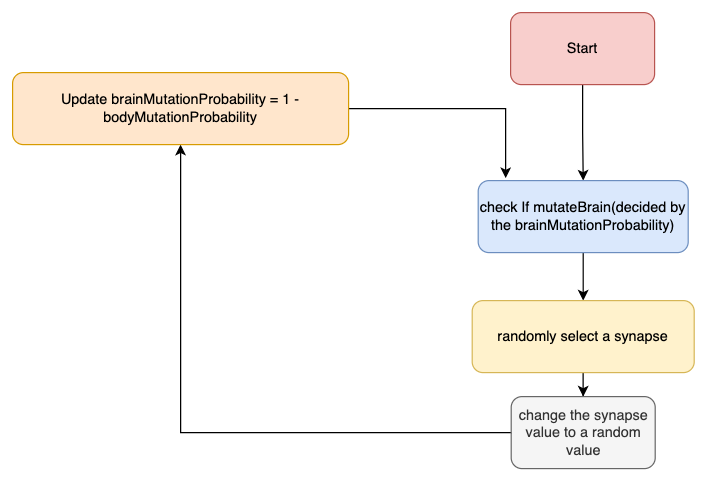 Start
Update brainMutationProbability = 1 -
bodyMutationProbability
check If mutateBrain(decided by
the brainMutationProbability)
randomly select a synapse
change the synapse
value to a random
value